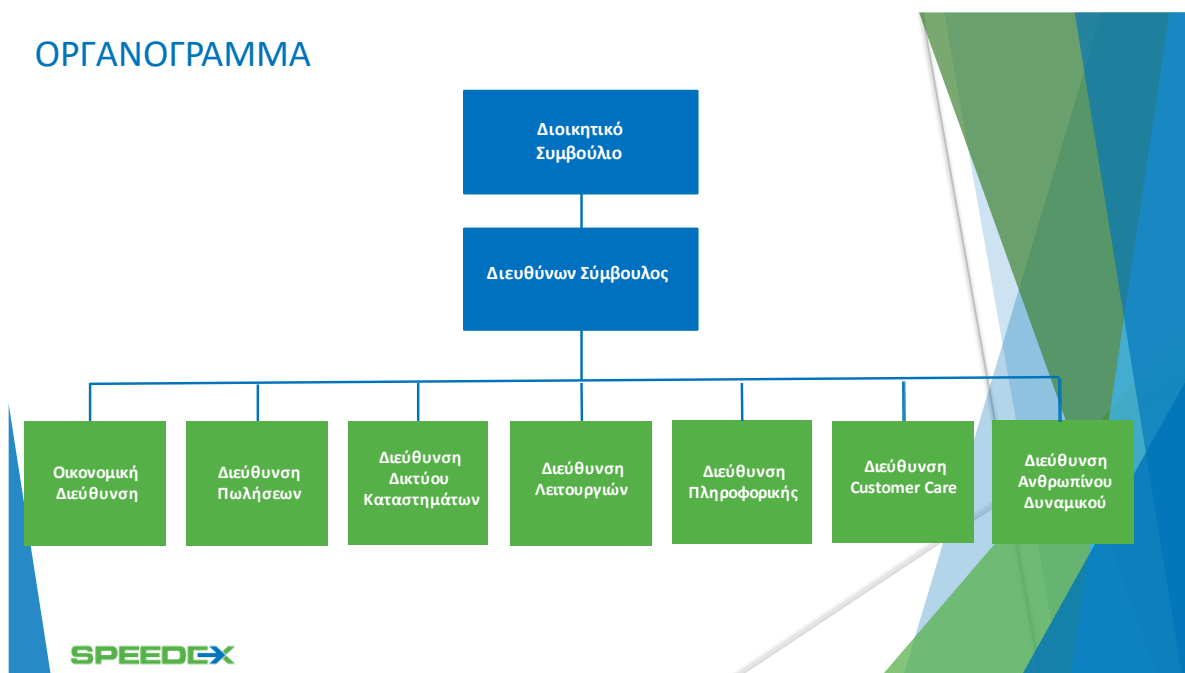 ΟΡΓΑΝΟΓΡΑΜΜΑ
Διοικητικό
Συμβούλιο
Διευθύνων Σύμβουλος
Οικονομική
Διεύθυνση
Διεύθυνση
Πωλήσεων
Διεύθυνση
Δικτύου
Καταστημάτων
Διεύθυνση
Λειτουργιών
Διεύθυνση
Πληροφορικής
Διεύθυνση
Customer Care
Διεύθυνση
Ανθρωπίνου
Δυναμικού
SPEEDEX